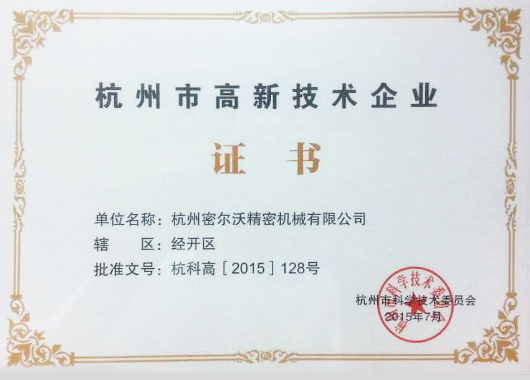 杭州市高新技术企业
证书
单位名称：杭州密尔沃精密机械有限公司
辖区：经开区
批准文号：杭科高［2015］128号
杭州市科学技术委员会
2015年7月